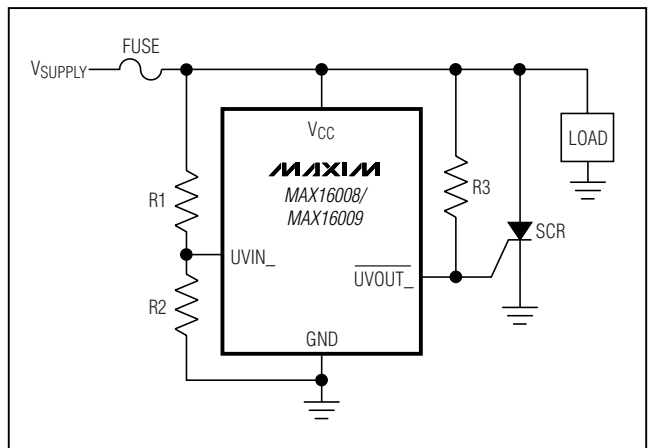 FUSE
VSUPPLY
VCC
MAXIM
MAX16008/
MAX16009
LOAD
R1
R3
SCR
UVIN_
UVOUT_
R2
GND